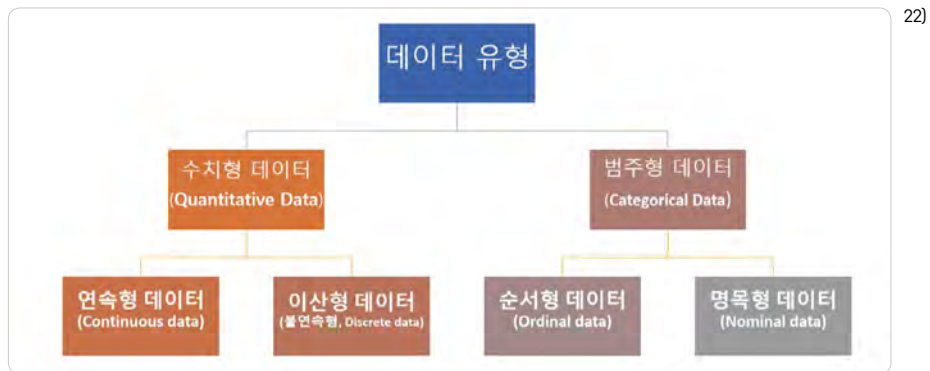 22)
데이터 유형
수치형 데이터
(Quantitative Data)
범주형 데이터
(Categorical Data)
연속형 데이터
(Continuous data)
이산형 데이터
(불연속형, Discrete data)
순서형 데이터
(Ordinal data)
명목형 데이터
(Nominal data)